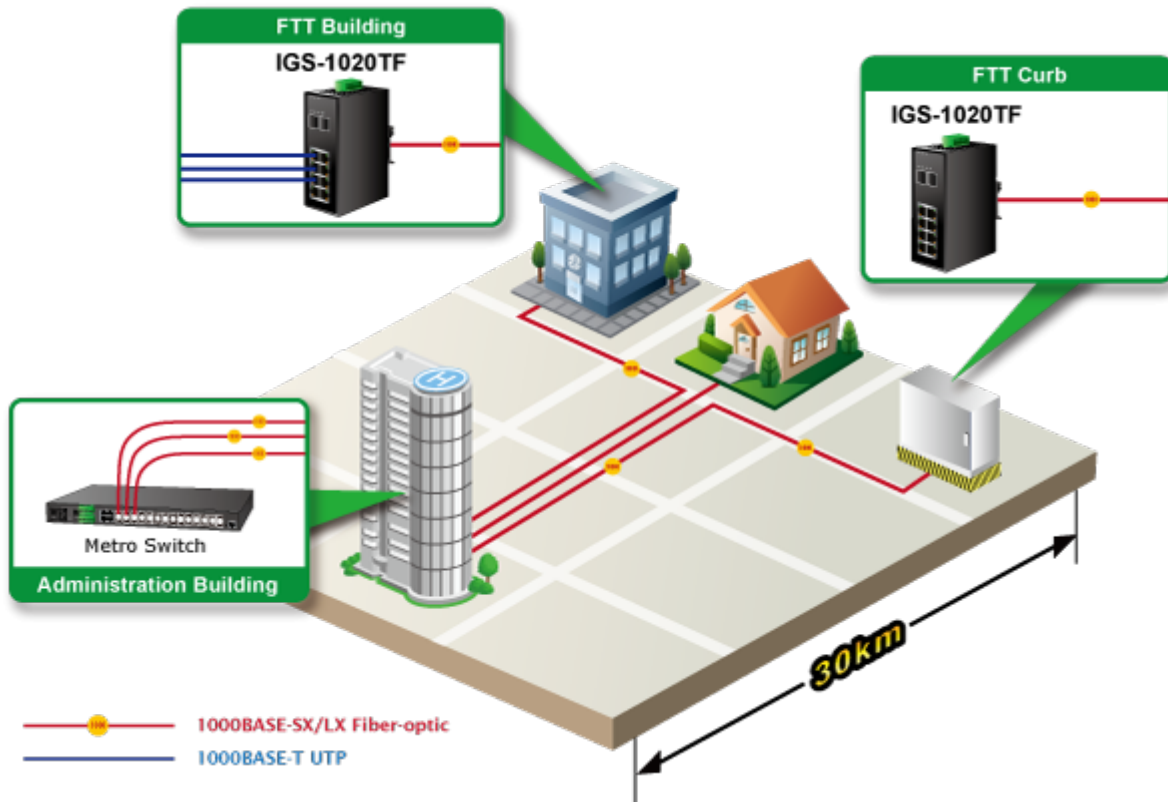 FTT Building
IGS-1020TF
FTT Curb
IGS-1020TF
Metro Switch
Administration Building
30km
1000BASE-SX/LX Fiber-optic
1000BASE-T UTP